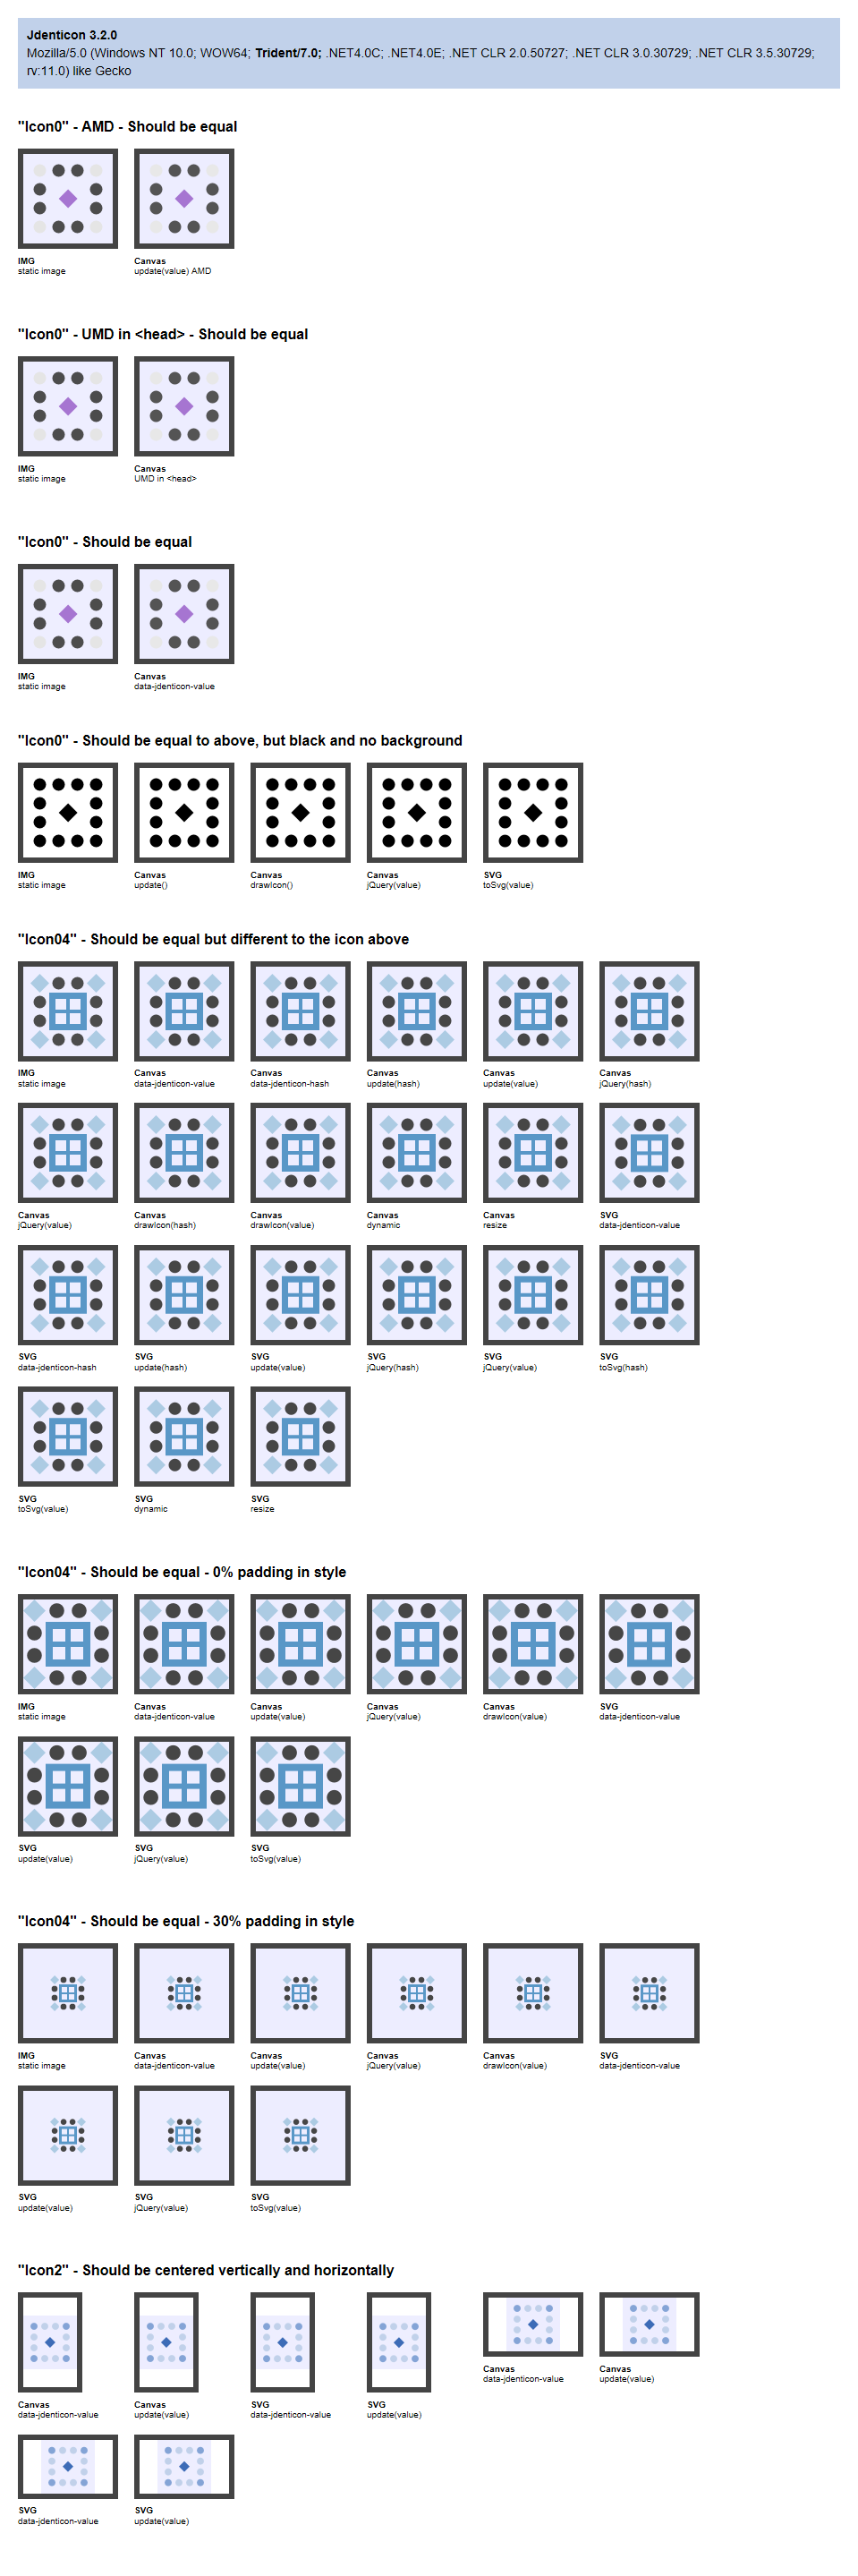 Jdenticon 3.2.0
Mozilla/5.0 (Windows NT 10.0; WOW64; Trident/7.0; .NET4.0C; .NET4.0E; .NET CLR 2.0.50727; .NET CLR 3.0.30729; .NET CLR 3.5.30729;
rv:11.0) like Gecko
"Icon0" - AMD - Should be equal
IMG Canvas
static image update(value) AMD
"Icon0" - UMD in <head> - Should be equal
IMG Canvas
static image UMD in <head>
"Icon0" - Should be equal
IMG Canvas
static image data-jdenticon-value
"Icon0" - Should be equal to above, but black and no background
IMG Canvas Canvas Canvas SVG
static image update() drawIcon() jQuery(value) toSvg(value)
"Icon04" - Should be equal but different to the icon above
IMG Canvas Canvas Canvas Canvas Canvas
static image data-jdenticon-value data-jdenticon-hash update(hash) update(value) jQuery(hash)
Canvas Canvas Canvas Canvas Canvas SVG
jQuery(value) drawIcon(hash) drawIcon(value) dynamic resize data-jdenticon-value
SVG SVG SVG SVG SVG SVG
data-jdenticon-hash update(hash) update(value) jQuery(hash) jQuery(value) toSvg(hash)
SVG SVG SVG
toSvg(value) dynamic resize
"Icon04" - Should be equal - 0% padding in style
IMG Canvas Canvas Canvas Canvas SVG
static image data-jdenticon-value update(value) jQuery(value) drawIcon(value) data-jdenticon-value
SVG SVG SVG
update(value) jQuery(value) toSvg(value)
"Icon04" - Should be equal - 30% padding in style
IMG Canvas Canvas Canvas Canvas SVG
static image data-jdenticon-value update(value) jQuery(value) drawIcon(value) data-jdenticon-value
SVG SVG SVG
update(value) jQuery(value) toSvg(value)
"Icon2" - Should be centered vertically and horizontally
Canvas Canvas
data-jdenticon-value update(value)
Canvas Canvas SVG SVG
data-jdenticon-value update(value) data-jdenticon-value update(value)
SVG SVG
data-jdenticon-value update(value)